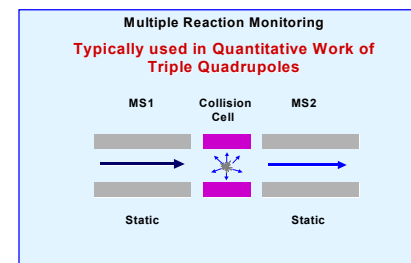 Multiple Reaction Monitoring
Typically used in Quantitative Work of
Triple Quadrupoles
MS1
Collision
Cell
MS2
Static
Static